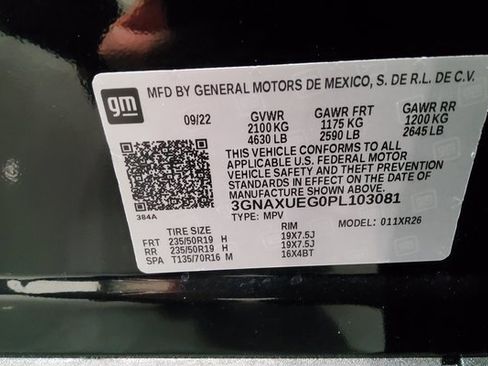 gm
MFD BY GENERAL MOTORS DE MEXICO, S. DE R.L. DE C.V.
09/22 GVWR GAWR FRT GAWR RR
2100 KG 1175 KG 1200 KG
4630 LB 2590 LB 2645 LB
THIS VEHICLE CONFORMS TO ALL
APPLICABLE U.S. FEDERAL MOTOR
VEHICLE SAFETY AND THEFT
PREVENTION STANDARDS IN
EFFECT ON THE DATE OF
MANUFACTURE SHOWN ABOVE.
3GNAXUEG0PL103081
384A TYPE: MPV 011XR26
TIRE SIZE RIM
FRT 235/50R19 H 19X7.5J
RR 235/50R19 H 19X7.5J
SPA T135/70R16 M 16X4BT